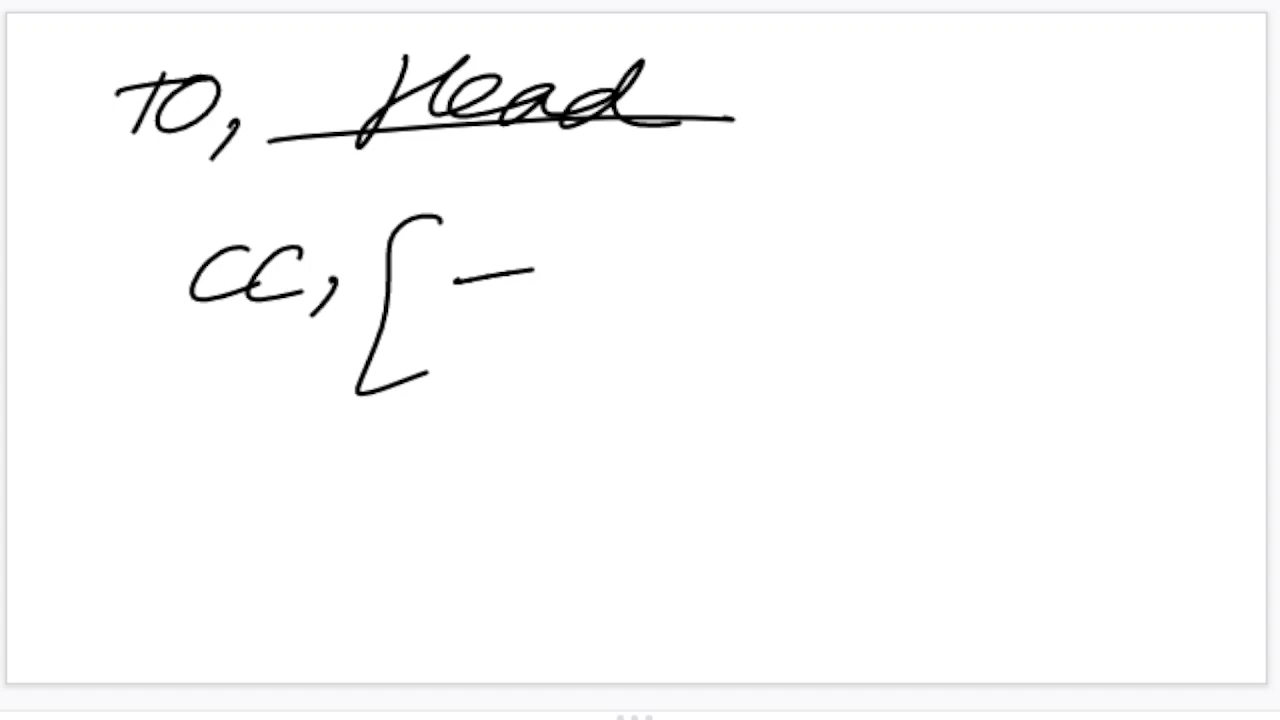 TO, Head
CC, [ —